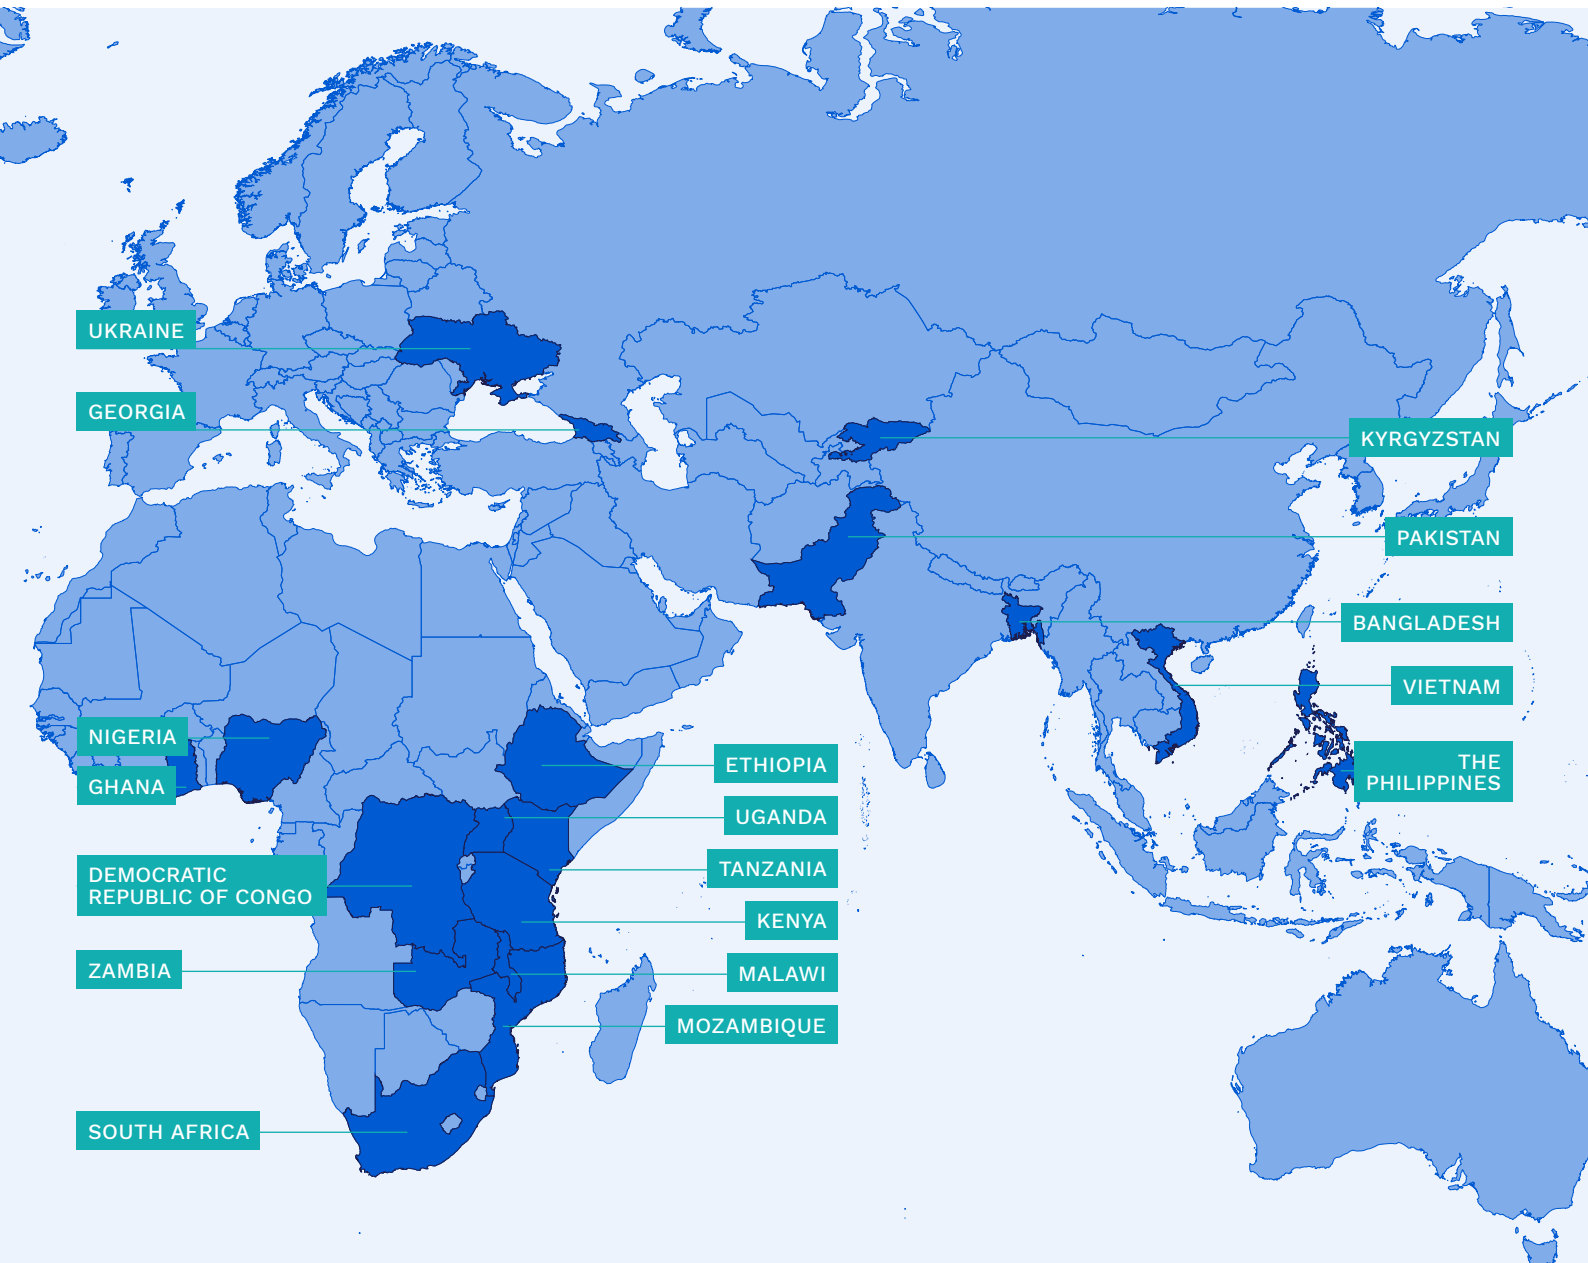 UKRAINE
GEORGIA
KYRGYZSTAN
PAKISTAN
BANGLADESH
VIETNAM
THE
PHILIPPINES
NIGERIA
GHANA
DEMOCRATIC
REPUBLIC OF CONGO
ZAMBIA
SOUTH AFRICA
ETHIOPIA
UGANDA
TANZANIA
KENYA
MALAWI
MOZAMBIQUE